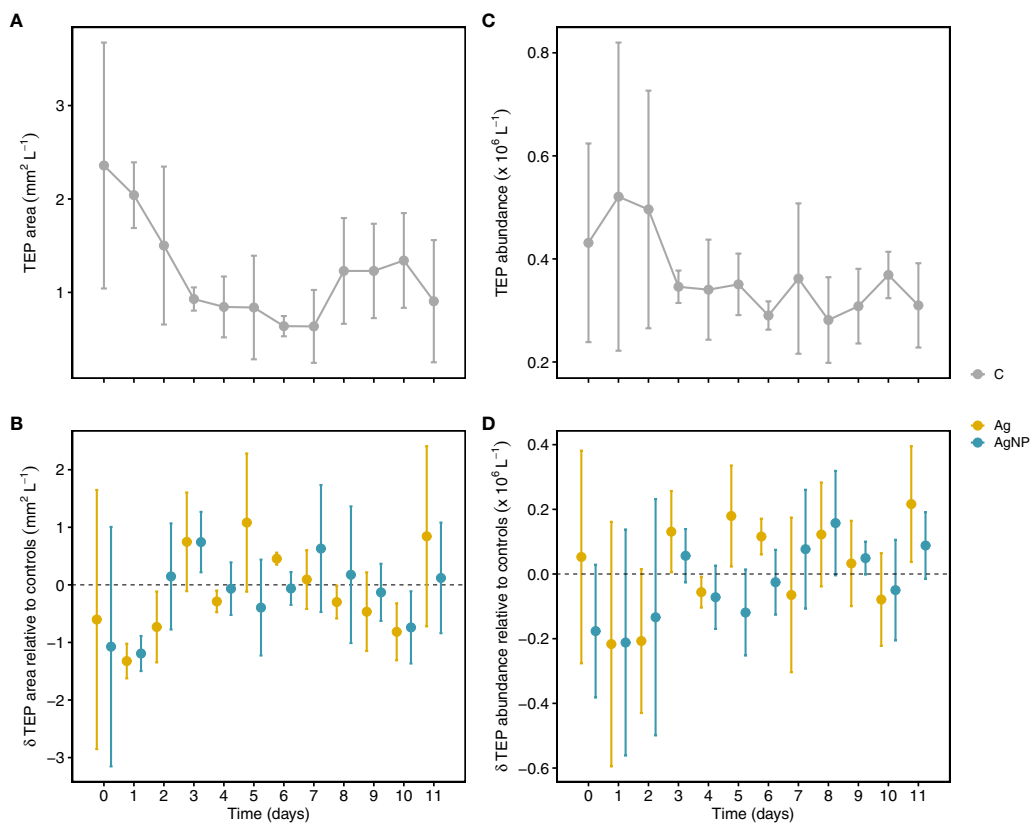 A
TEP area (mm² L⁻¹)
3
2
1
C
TEP abundance (x 10⁶ L⁻¹)
0.8
0.6
0.4
0.2
C
Ag
AgNP
B
δ TEP area relative to controls (mm² L⁻¹)
2
1
0
−1
−2
−3
0 1 2 3 4 5 6 7 8 9 10 11
Time (days)
D
δ TEP abundance relative to controls (x 10⁶ L⁻¹)
0.4
0.2
0.0
−0.2
−0.4
−0.6
0 1 2 3 4 5 6 7 8 9 10 11
Time (days)